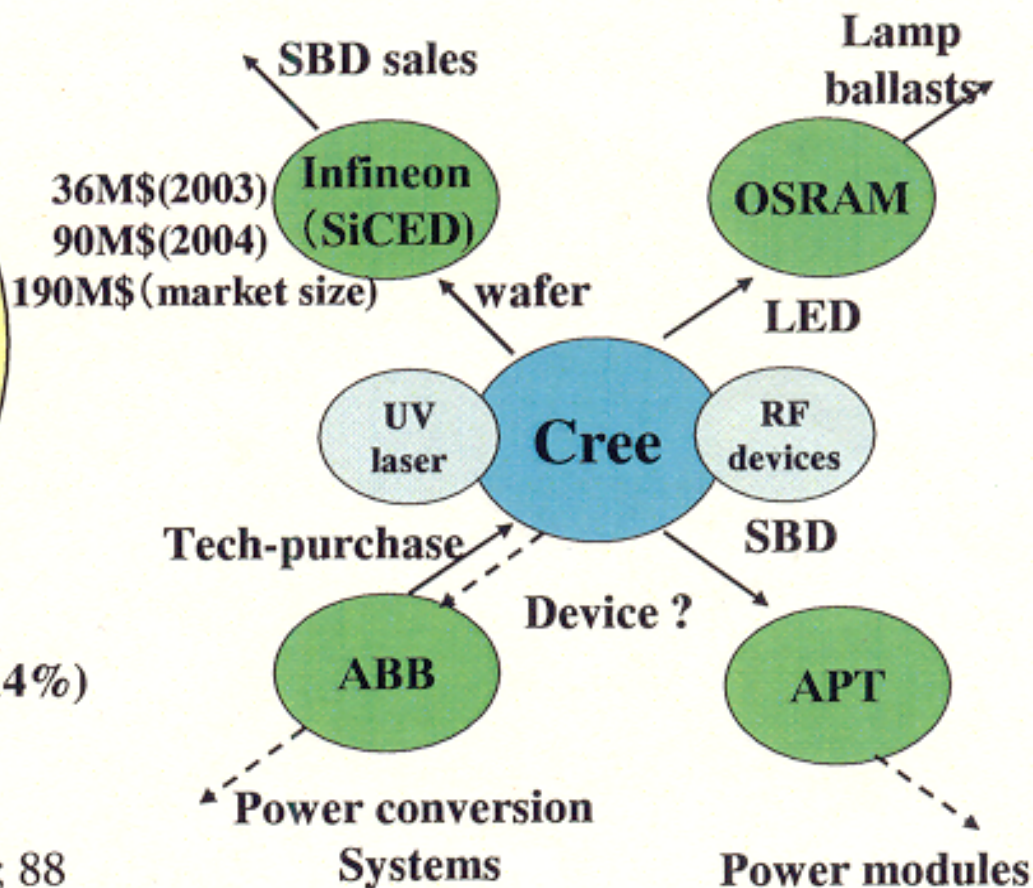 Lamp
ballasts
SBD sales
Infineon
(SiCED)
OSRAM
36M$(2003)
90M$(2004)
190M$(market size)
wafer
LED
UV
laser
Cree
RF
devices
Tech-purchase
SBD
Device ?
ABB
APT
4%)
Power conversion
Systems
Power modules
88